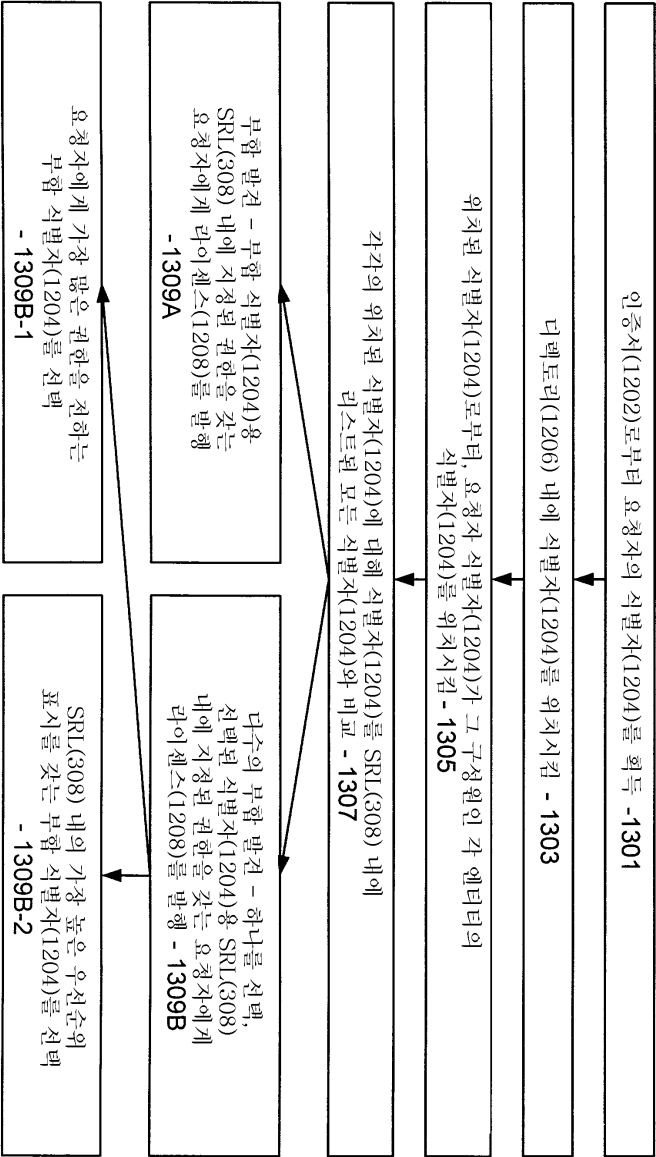 인증서(1202)로부터 요청자의 식별자(1204)를 획득 -1301
디렉토리(1206) 내에 식별자(1204)를 위치시킴 - 1303
위치된 식별자(1204)로부터, 요청자 식별자(1204)가 그 구성원인 각 엔터티의
식별자(1204)를 위치시킴 - 1305
각각의 위치된 식별자(1204)에 대해 식별자(1204)를 SRL(308) 내에
리스트된 모든 식별자(1204)와 비교 - 1307
부합 발견 - 부합 식별자(1204)용
SRL(308) 내에 지정된 권한을 갖는
요청자에게 라이센스(1208)를 발행
- 1309A
다수의 부합 발견 - 하나를 선택,
선택된 식별자(1204)용 SRL(308)
내에 지정된 권한을 갖는 요청자에게
라이센스(1208)를 발행 - 1309B
요청자에게 가장 많은 권한을 전하는
부합 식별자(1204)를 선택
- 1309B-1
SRL(308) 내의 가장 높은 우선순위
표시를 갖는 부합 식별자(1204)를 선택
- 1309B-2